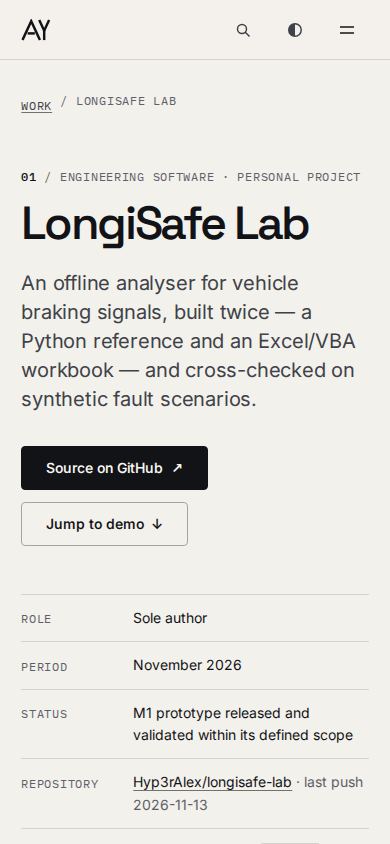 AY
WORK / LONGISAFE LAB
01 / ENGINEERING SOFTWARE · PERSONAL PROJECT
LongiSafe Lab
An offline analyser for vehicle
braking signals, built twice — a
Python reference and an Excel/VBA
workbook — and cross-checked on
synthetic fault scenarios.
Source on GitHub ↗
Jump to demo ↓
ROLE Sole author
PERIOD November 2026
STATUS M1 prototype released and
validated within its defined scope
REPOSITORY Hyp3rAlex/longisafe-lab · last push
2026-11-13